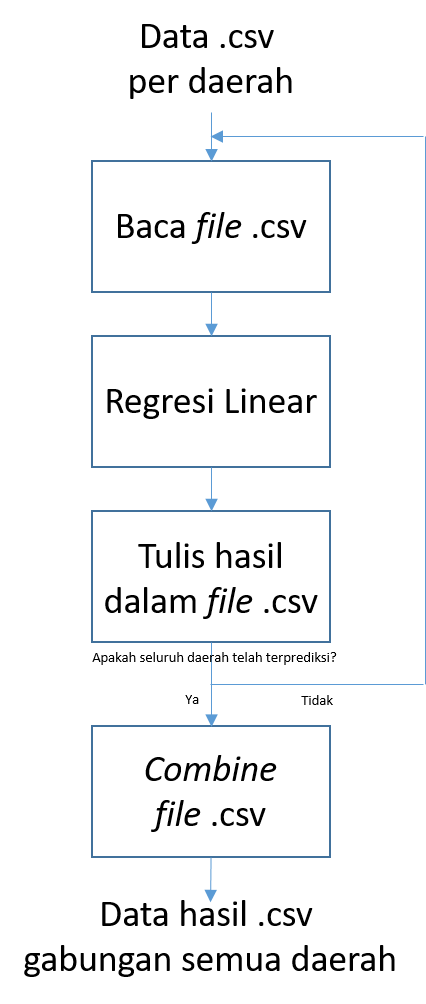 Data .csv
per daerah
Baca file .csv
Regresi Linear
Tulis hasil
dalam file .csv
Apakah seluruh daerah telah terprediksi?
Ya
Tidak
Combine
file .csv
Data hasil .csv
gabungan semua daerah